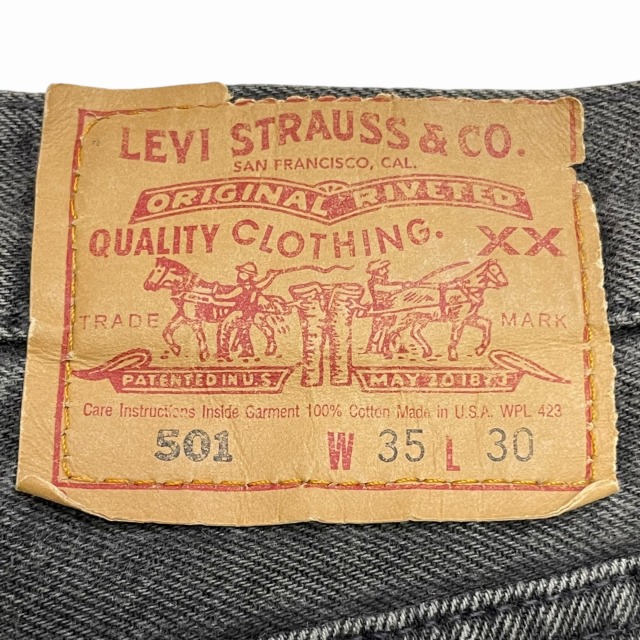 LEVI STRAUSS & CO.
SAN FRANCISCO, CAL.
ORIGINAL RIVETED
QUALITY CLOTHING. XX
TRADE MARK
PATENTED IN U.S. MAY 20 1873
Care Instructions Inside Garment 100% Cotton Made in U.S.A. WPL 423
501 W 35 L 30